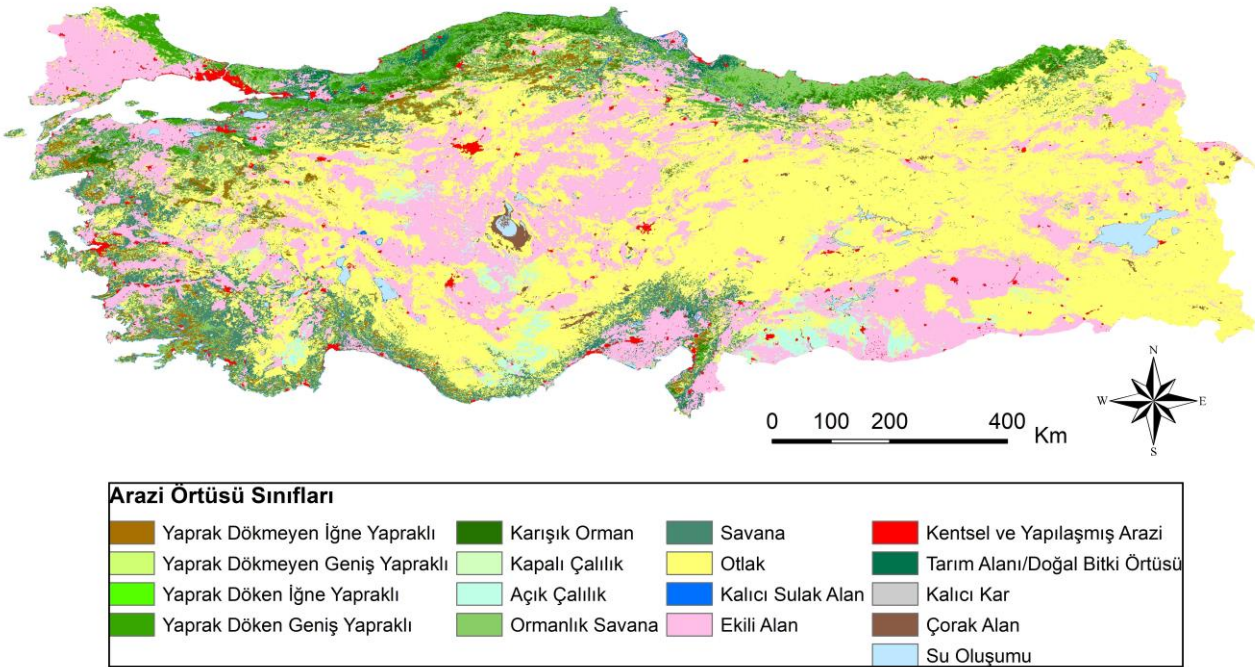 N
W E
S
0 100 200 400 Km
Arazi Örtüsü Sınıfları
Yaprak Dökmeyen İğne Yapraklı
Yaprak Dökmeyen Geniş Yapraklı
Yaprak Döken İğne Yapraklı
Yaprak Döken Geniş Yapraklı
Karışık Orman
Kapalı Çalılık
Açık Çalılık
Ormanlık Savana
Savana
Otlak
Kalıcı Sulak Alan
Ekili Alan
Kentsel ve Yapılaşmış Arazi
Tarım Alanı/Doğal Bitki Örtüsü
Kalıcı Kar
Çorak Alan
Su Oluşumu